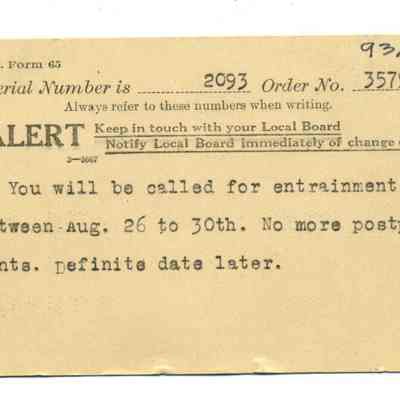 93,
. Form 65
erial Number is 2093 Order No. 357
Always refer to these numbers when writing.
ALERT Keep in touch with your Local Board
Notify Local Board immediately of change
3—5667
You will be called for entrainment
tween Aug. 26 to 30th. No more postp
nts. Definite date later.